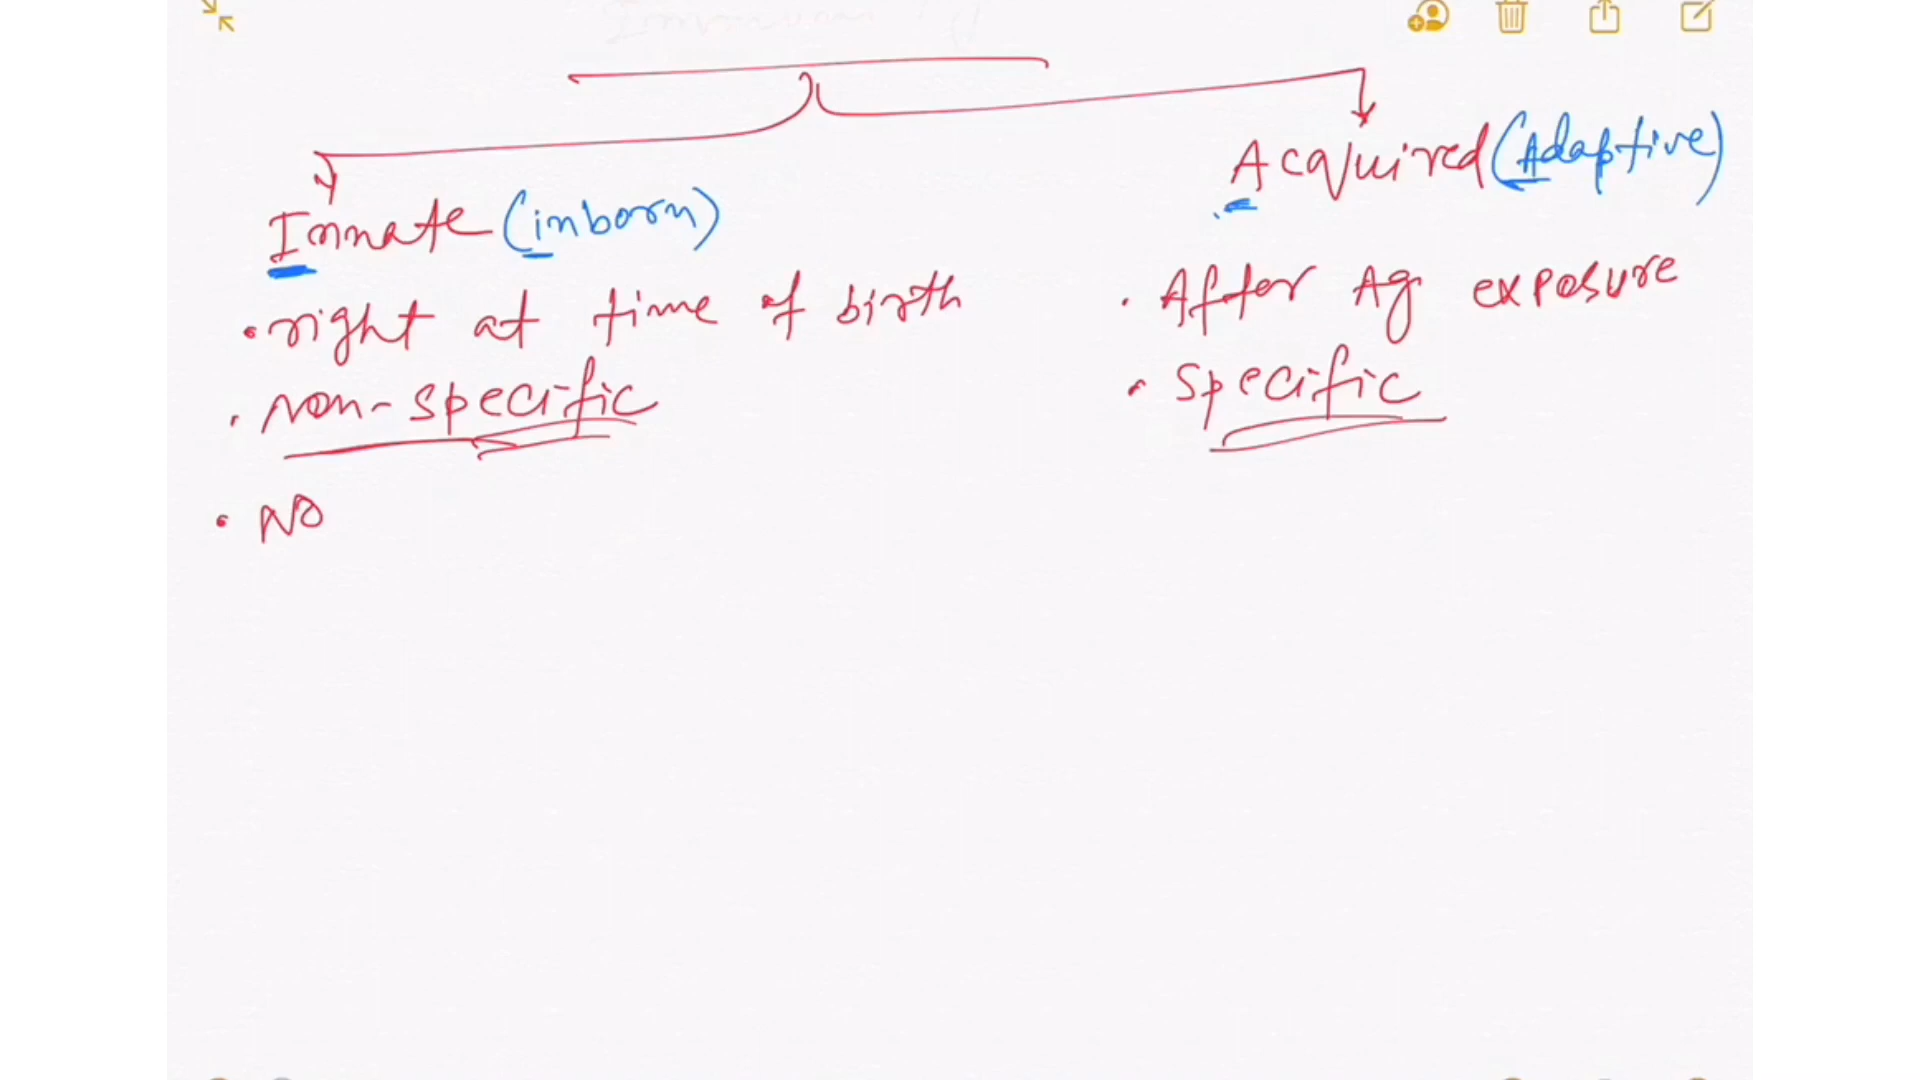 Innate (inborn)
• right at time of birth
• non-specific
• No
Acquired (Adaptive)
• After Ag exposure
• Specific